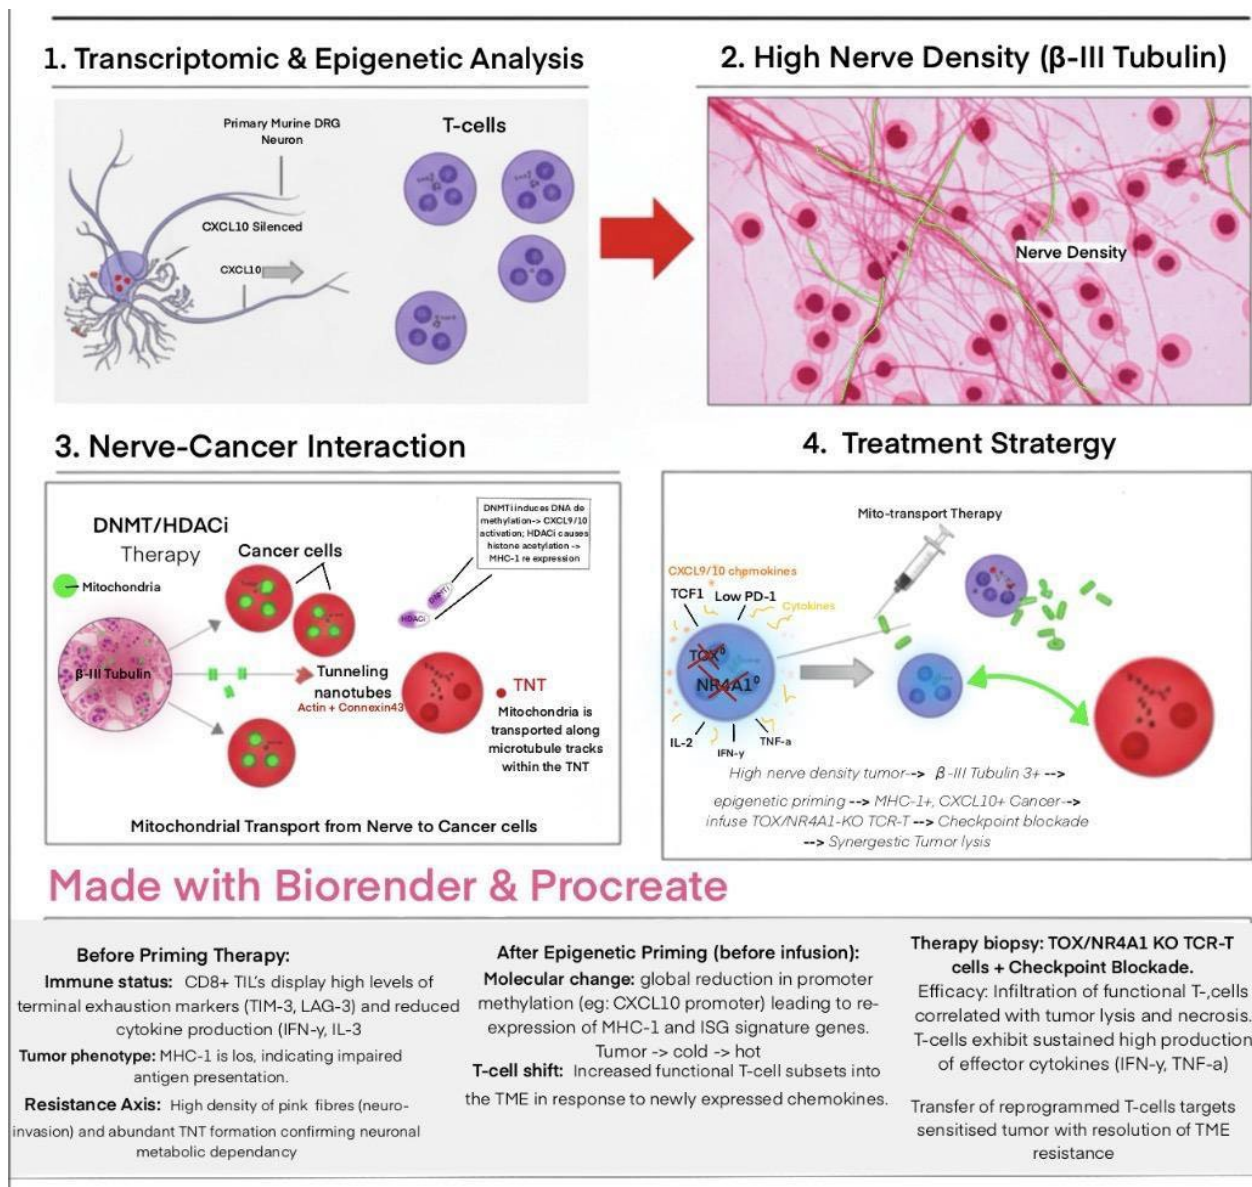 1. Transcriptomic & Epigenetic Analysis
Primary Murine DRG
Neuron
T-cells
CXCL10 Silenced
CXCL10
2. High Nerve Density (β-III Tubulin)
Nerve Density
3. Nerve-Cancer Interaction
DNMT/HDACi
Therapy
Mitochondria
Cancer cells
DNMTi induces DNA de
methylation-> CXCL9/10
activation; HDACi causes
histone acetylation ->
MHC-1 re expression
DNMTi
HDACi
β-III Tubulin
Tunneling
nanotubes
Actin + Connexin43
TNT
Mitochondria is
transported along
microtubule tracks
within the TNT
Mitochondrial Transport from Nerve to Cancer cells
4. Treatment Stratergy
Mito-transport Therapy
CXCL9/10 chemokines
TCF1
Low PD-1
Cytokines
TOX⁰
NR4A1⁰
IL-2
IFN-y
TNF-a
High nerve density tumor--> β-III Tubulin 3+ -->
epigenetic priming --> MHC-1+, CXCL10+ Cancer-->
infuse TOX/NR4A1-KO TCR-T --> Checkpoint blockade
--> Synergestic Tumor lysis
Made with Biorender & Procreate
Before Priming Therapy:
Immune status: CD8+ TIL's display high levels of
terminal exhaustion markers (TIM-3, LAG-3) and reduced
cytokine production (IFN-y, IL-3
Tumor phenotype: MHC-1 is los, indicating impaired
antigen presentation.
Resistance Axis: High density of pink fibres (neuro-
invasion) and abundant TNT formation confirming neuronal
metabolic dependancy
After Epigenetic Priming (before infusion):
Molecular change: global reduction in promoter
methylation (eg: CXCL10 promoter) leading to re-
expression of MHC-1 and ISG signature genes.
Tumor -> cold -> hot
T-cell shift: Increased functional T-cell subsets into
the TME in response to newly expressed chemokines.
Therapy biopsy: TOX/NR4A1 KO TCR-T
cells + Checkpoint Blockade.
Efficacy: Infiltration of functional T-,cells
correlated with tumor lysis and necrosis.
T-cells exhibit sustained high production
of effector cytokines (IFN-y, TNF-a)
Transfer of reprogrammed T-cells targets
sensitised tumor with resolution of TME
resistance